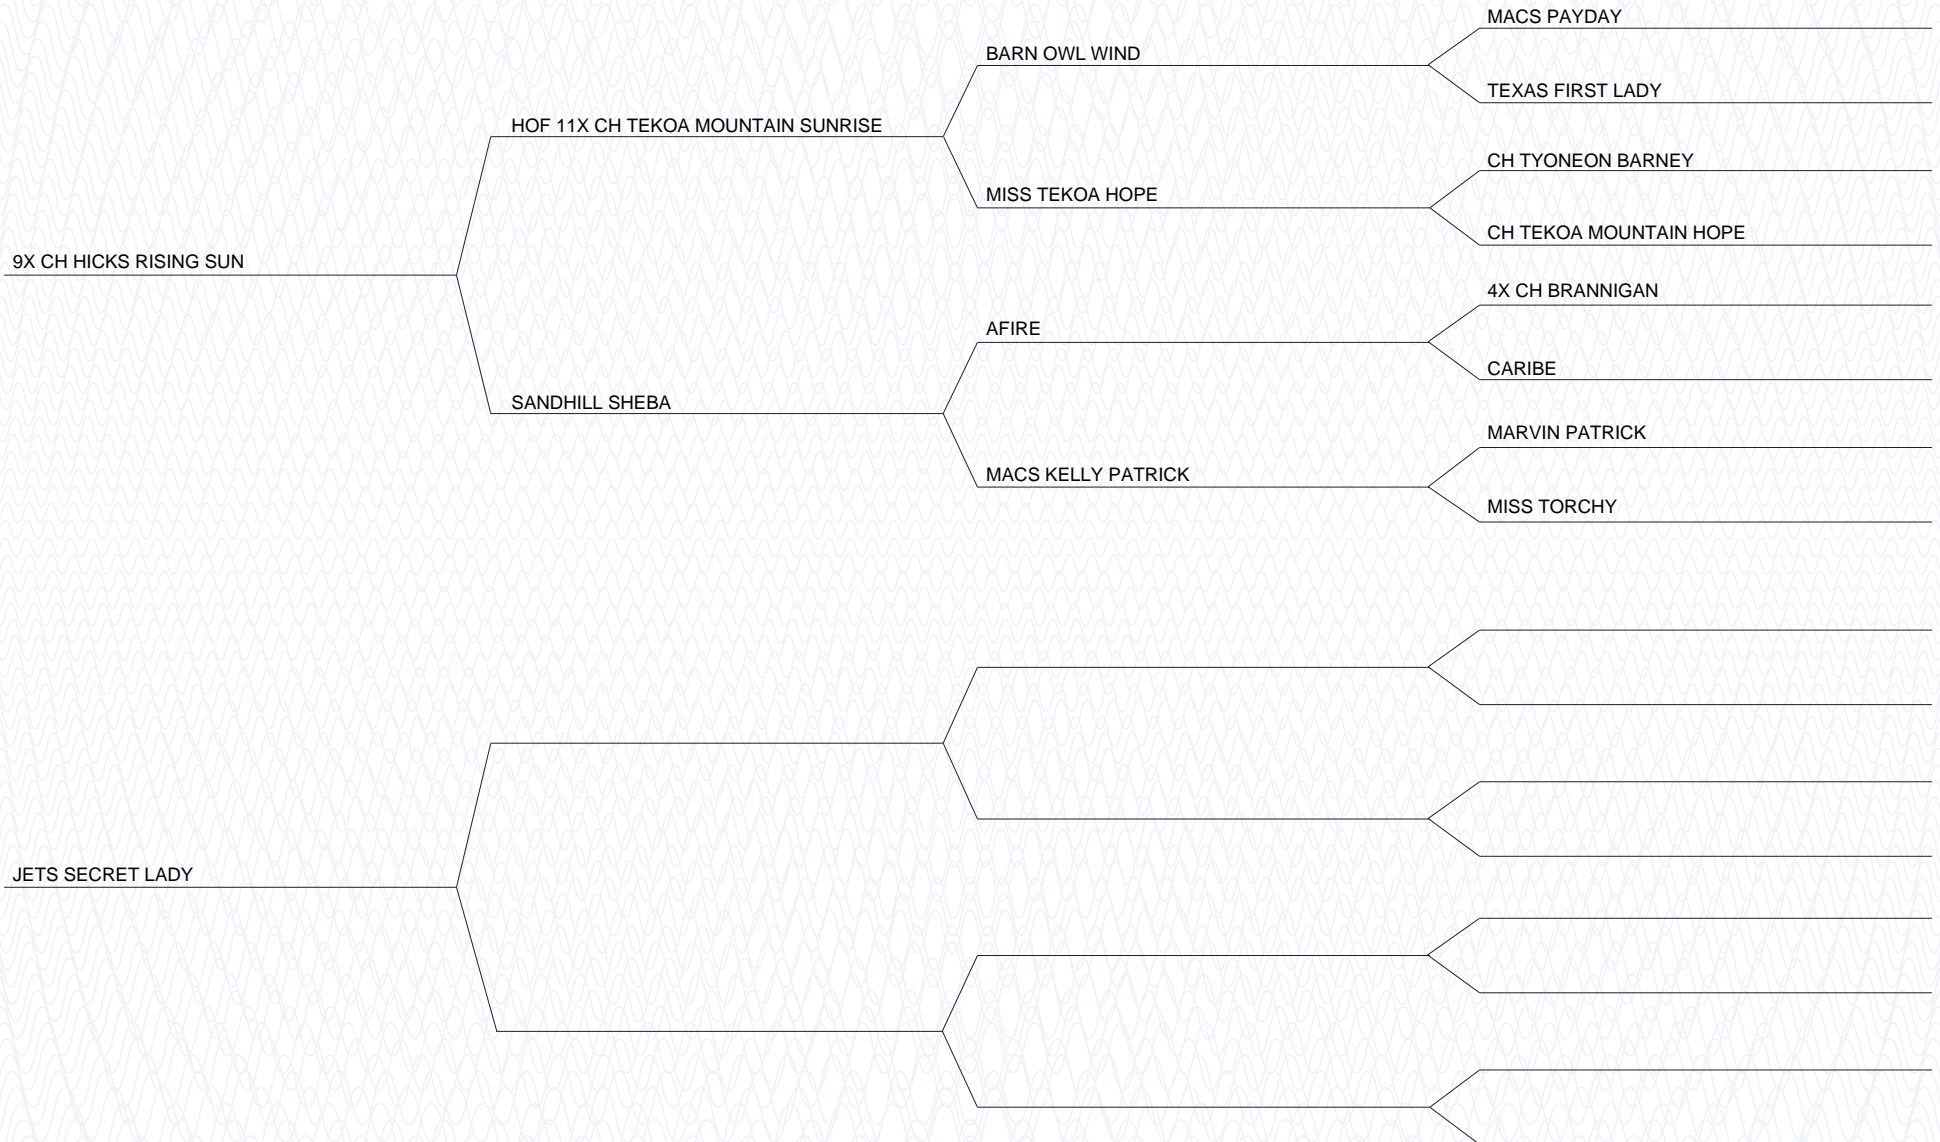 MACS PAYDAY
BARN OWL WIND
TEXAS FIRST LADY
HOF 11X CH TEKOA MOUNTAIN SUNRISE
CH TYONEON BARNEY
MISS TEKOA HOPE
CH TEKOA MOUNTAIN HOPE
9X CH HICKS RISING SUN
4X CH BRANNIGAN
AFIRE
CARIBE
SANDHILL SHEBA
MARVIN PATRICK
MACS KELLY PATRICK
MISS TORCHY
JETS SECRET LADY